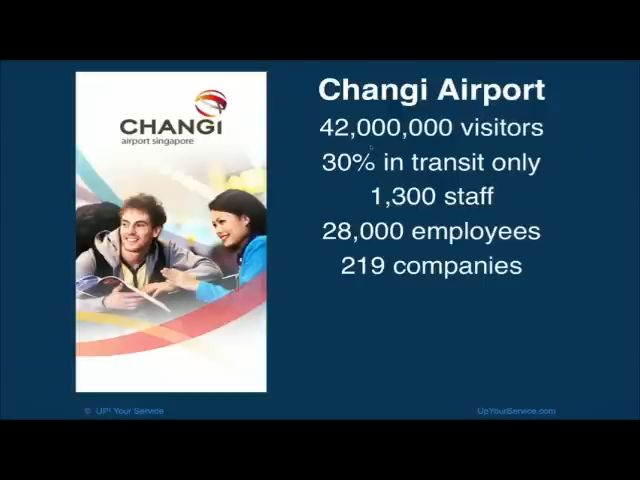 CHANGI
airport singapore
Changi Airport
42,000,000 visitors
30% in transit only
1,300 staff
28,000 employees
219 companies
© UP! Your Service
UpYourService.com